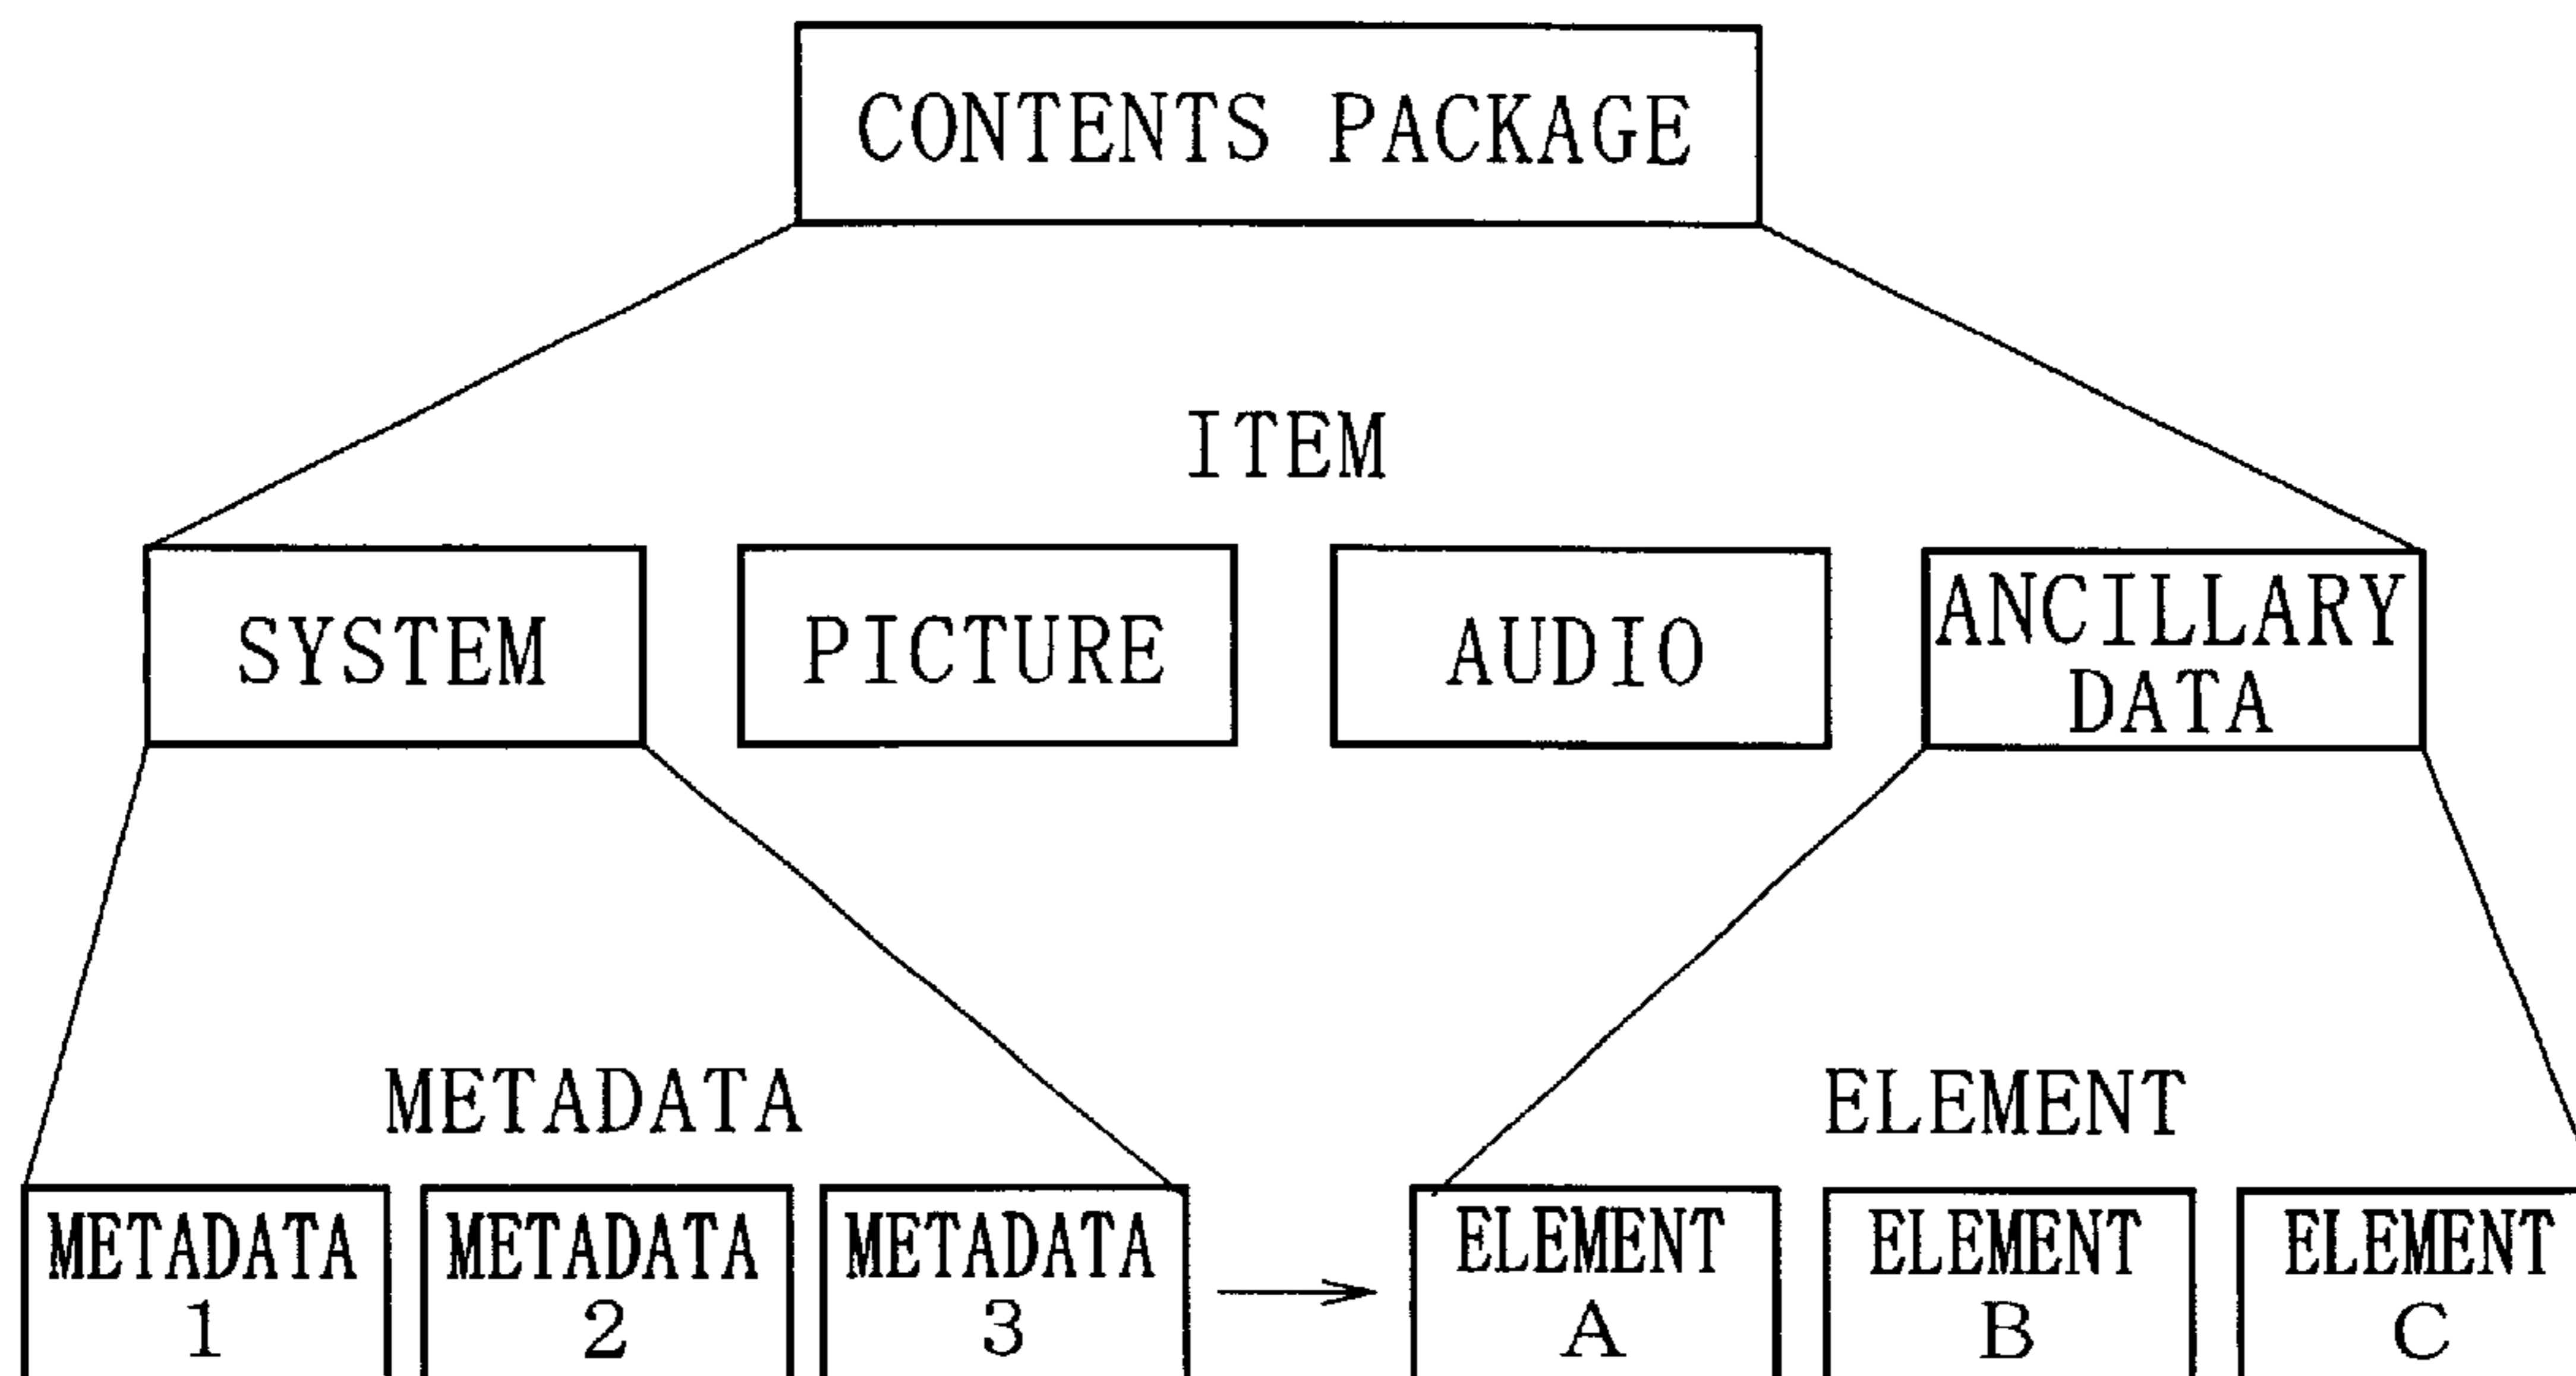 CONTENTS PACKAGE
ITEM
SYSTEM
PICTURE
AUDIO
ANCILLARY
DATA
METADATA
ELEMENT
METADATA
1
METADATA
2
METADATA
3
ELEMENT
A
ELEMENT
B
ELEMENT
C